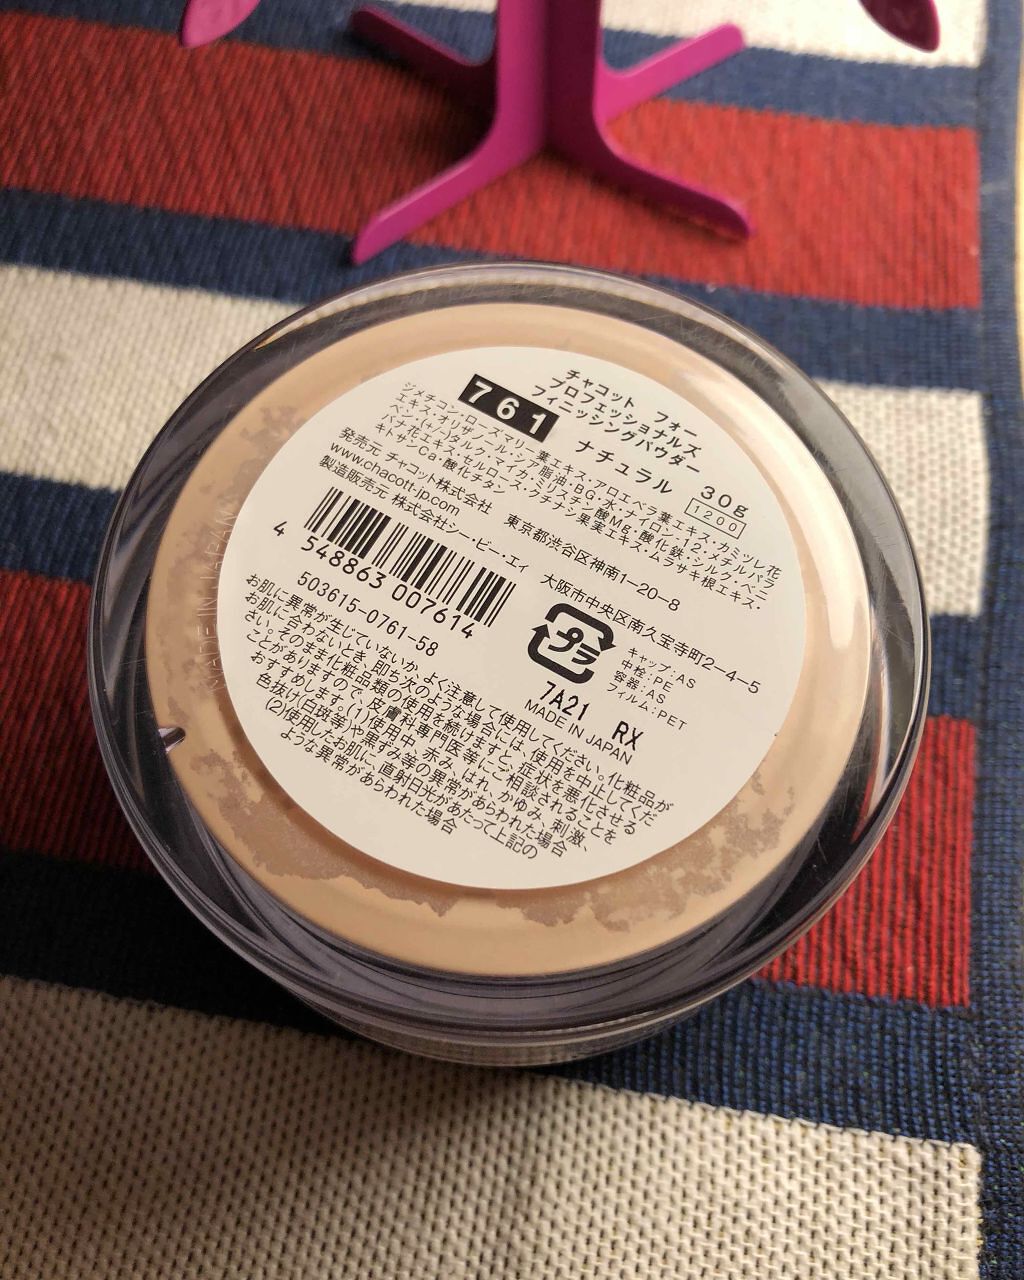 チャコット フォー
プロフェッショナルズ
フィニッシングパウダー
761 ナチュラル 30g
1200
ジメチコン・ローズマリー葉エキス・アロエベラ葉エキス・カミツレ花
エキス・オリザノール・シア脂油・BG・水・ナイロン-12・メチルパラ
ベン・(+/-)タルク・マイカ・ミリスチン酸Mg・酸化鉄・シルク・ベニ
バナ花エキス・セルロース・クチナシ果実エキス・ムラサキ根エキス・
キトサンCa・酸化チタン
発売元 チャコット株式会社 東京都渋谷区神南1-20-8
www.chacott-jp.com
製造販売元 株式会社シー・ビー・エィ 大阪市中央区南久宝寺町2-4-5
4 548863 007614
503615-0761-58
プラ
キャップ:AS
中栓:PE
容器:AS
フィルム:PET
7A21 RX
MADE IN JAPAN
お肌に異常が生じていないか、よく注意して使用してください。化粧品が
お肌に合わないとき、即ち次のような場合には、使用を中止してくだ
さい。そのまま化粧品類の使用を続けますと、症状を悪化させる
ことがありますので、皮膚科専門医等にご相談されることを
おすすめします。(1)使用中、赤み、はれ、かゆみ、刺激、
色抜け(白斑等)や黒ずみ等の異常があらわれた場合
(2)使用したお肌に、直射日光があたって上記の
ような異常があらわれた場合
MADE IN JAPAN